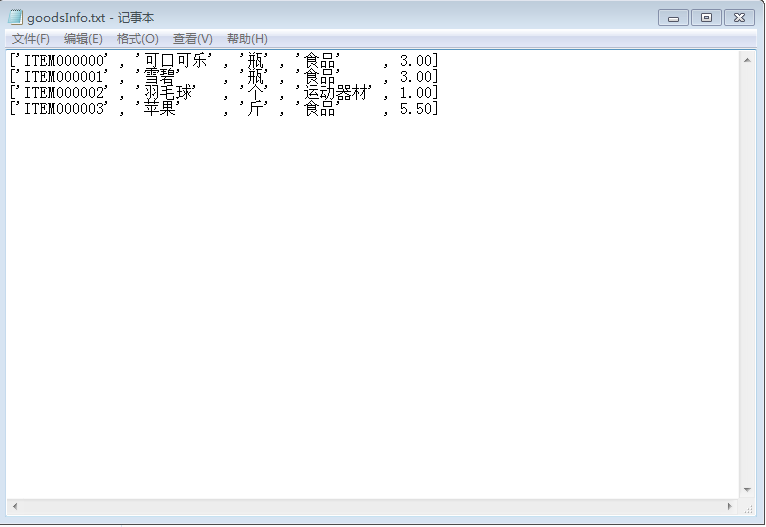 goodsInfo.txt - 记事本
文件(F) 编辑(E) 格式(O) 查看(V) 帮助(H)
['ITEM000000', '可口可乐', '瓶', '食品'    , 3.00]
['ITEM000001', '雪碧'    , '瓶', '食品'    , 3.00]
['ITEM000002', '羽毛球'  , '个', '运动器材', 1.00]
['ITEM000003', '苹果'    , '斤', '食品'    , 5.50]